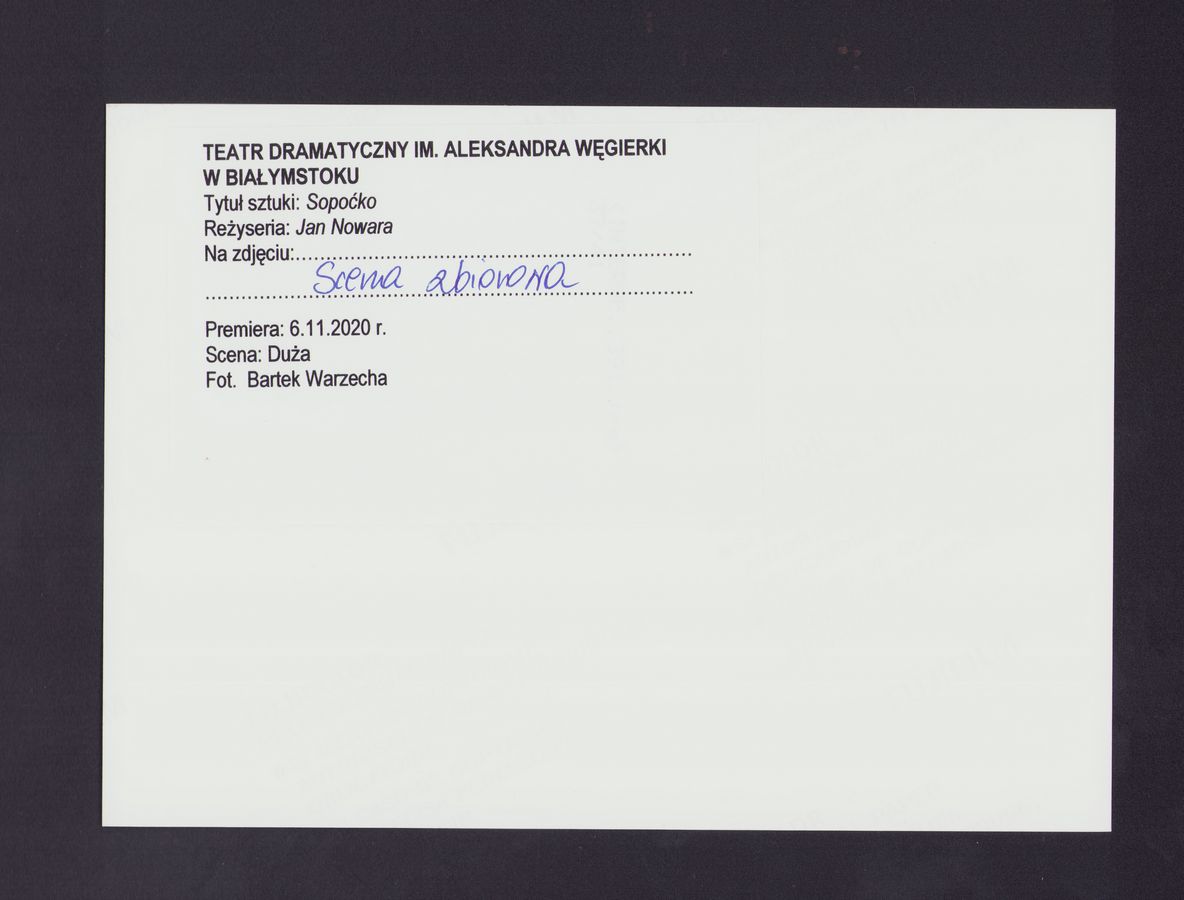 TEATR DRAMATYCZNY IM. ALEKSANDRA WĘGIERKI
W BIAŁYMSTOKU
Tytuł sztuki: Sopoćko
Reżyseria: Jan Nowara
Na zdjęciu:......................................................................
Scena zbiorowa
Premiera: 6.11.2020 r.
Scena: Duża
Fot. Bartek Warzecha